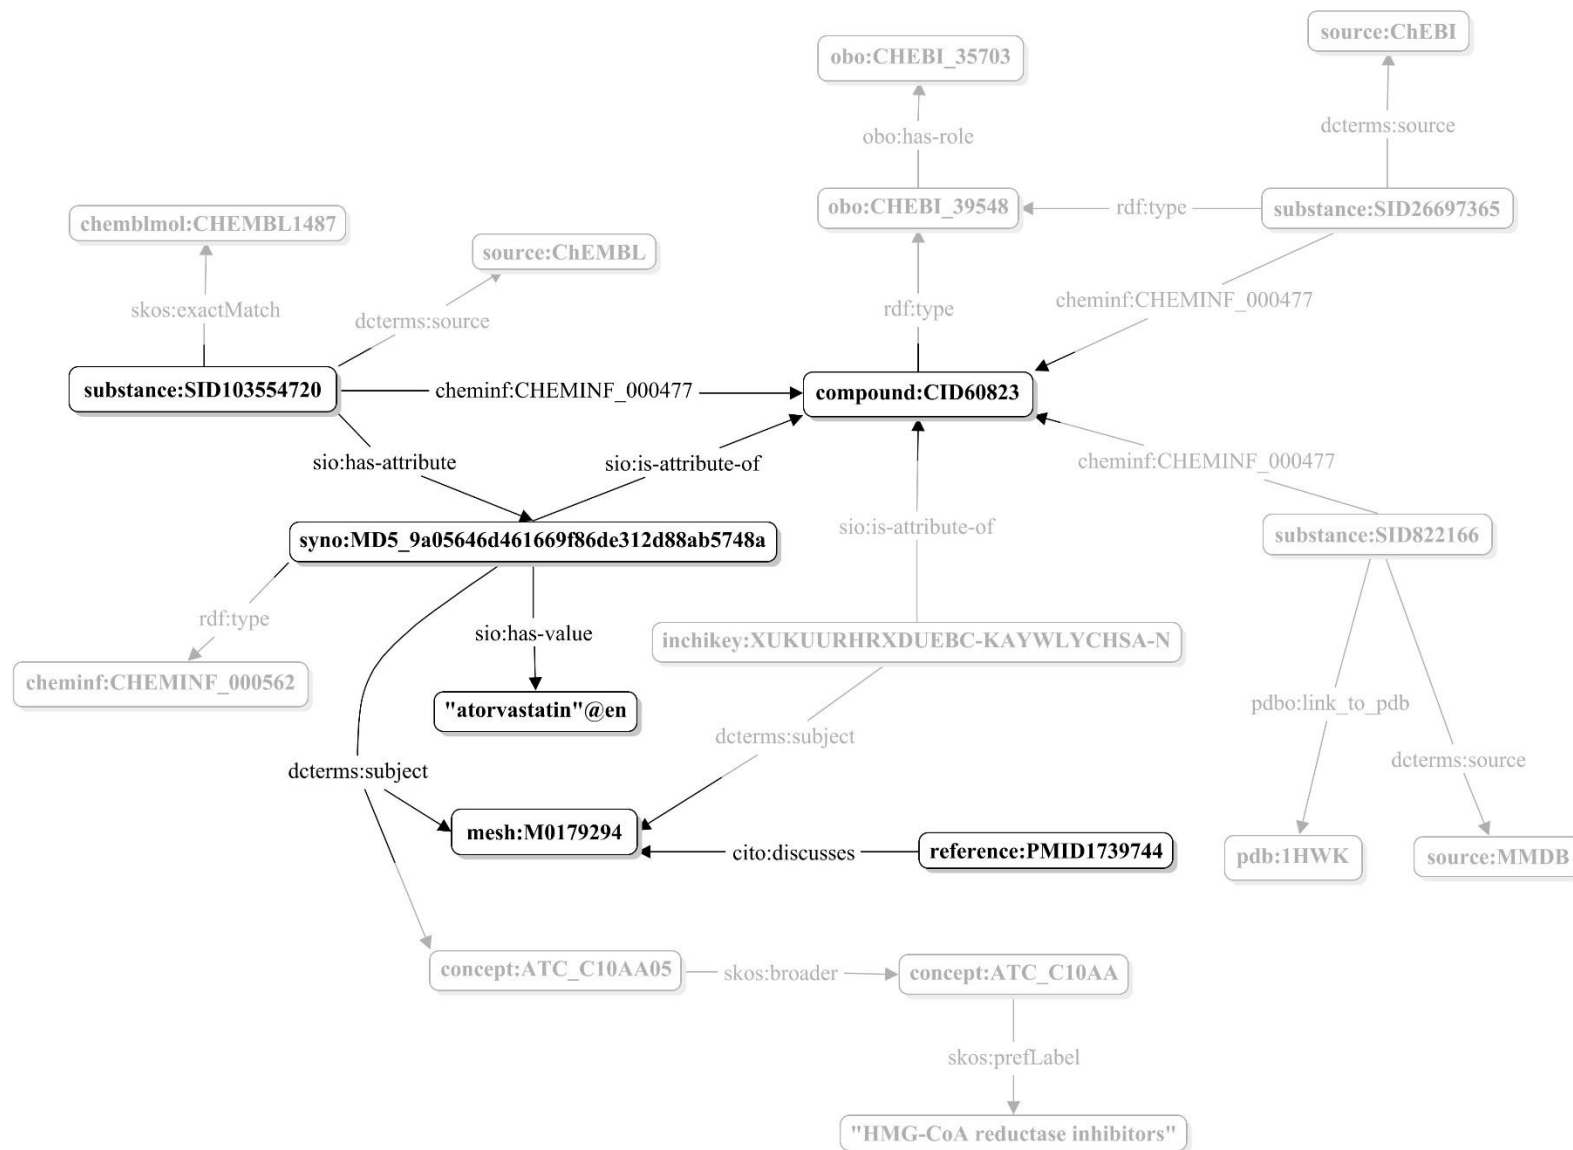 source:ChEBI
obo:CHEBI_35703
dcterms:source
obo:has-role
chemblmol:CHEMBL1487
obo:CHEBI_39548
rdf:type
substance:SID26697365
source:ChEMBL
skos:exactMatch
dcterms:source
rdf:type
cheminf:CHEMINF_000477
substance:SID103554720
cheminf:CHEMINF_000477
compound:CID60823
sio:has-attribute
sio:is-attribute-of
cheminf:CHEMINF_000477
syno:MD5_9a05646d461669f86de312d88ab5748a
sio:is-attribute-of
substance:SID822166
rdf:type
sio:has-value
inchikey:XUKUURHRXDUEBC-KAYWLYCHSA-N
cheminf:CHEMINF_000562
"atorvastatin"@en
pdbo:link_to_pdb
dcterms:subject
dcterms:source
dcterms:subject
mesh:M0179294
cito:discusses
reference:PMID1739744
pdb:1HWK
source:MMDB
concept:ATC_C10AA05
skos:broader
concept:ATC_C10AA
skos:prefLabel
"HMG-CoA reductase inhibitors"